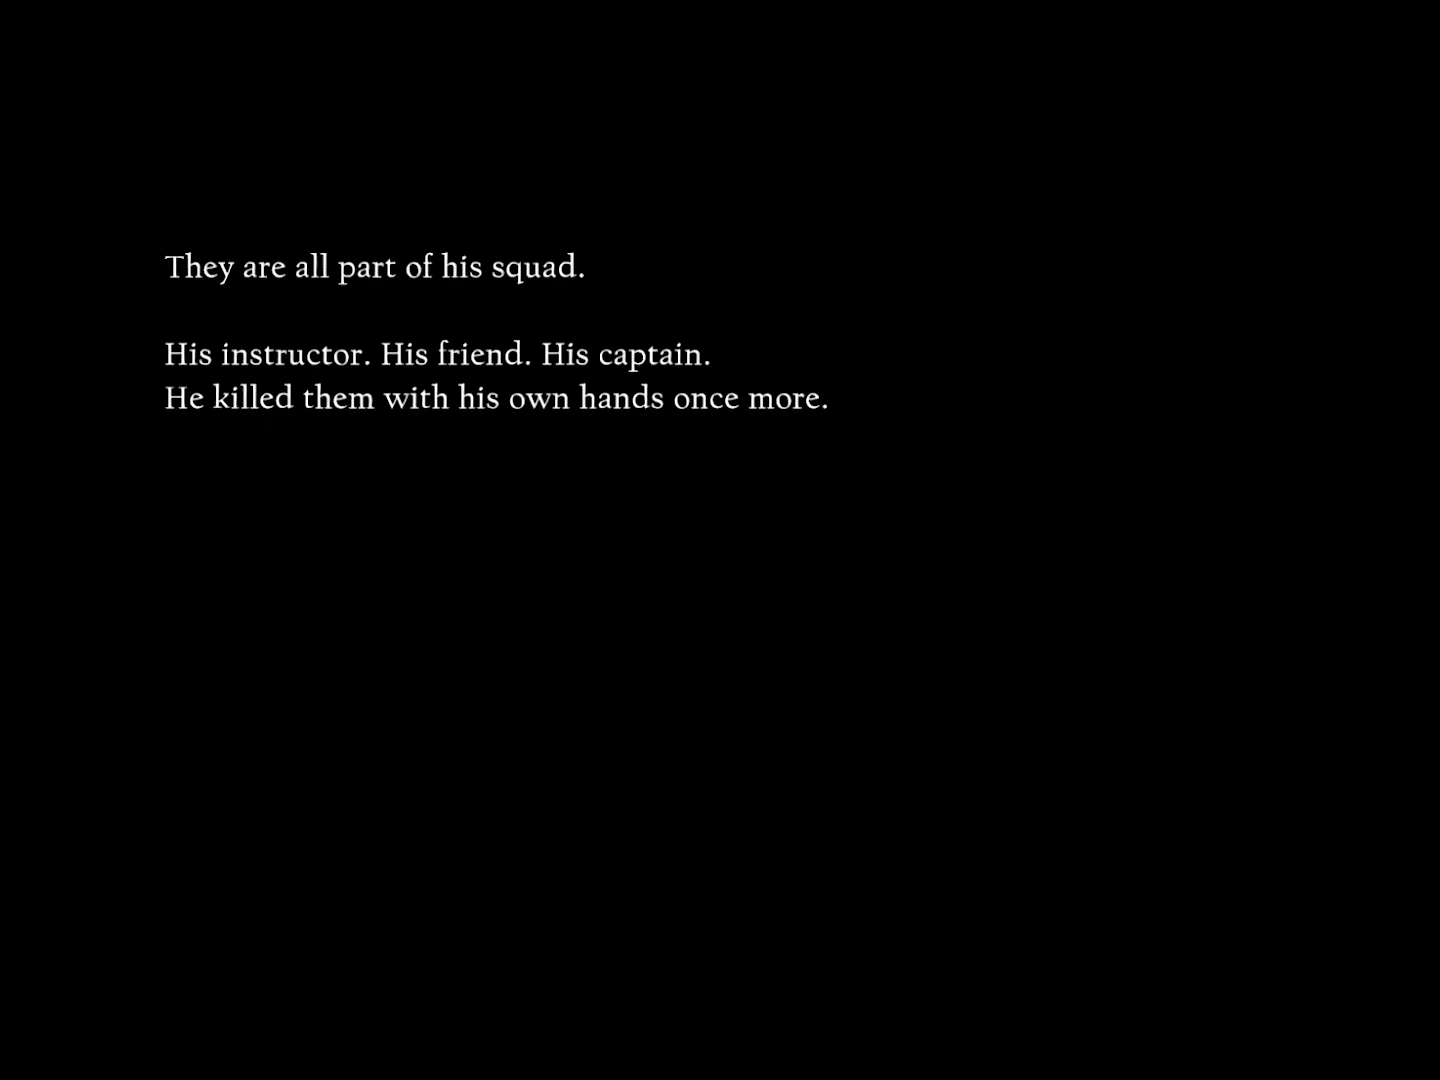 They are all part of his squad.
His instructor. His friend. His captain.
He killed them with his own hands once more.